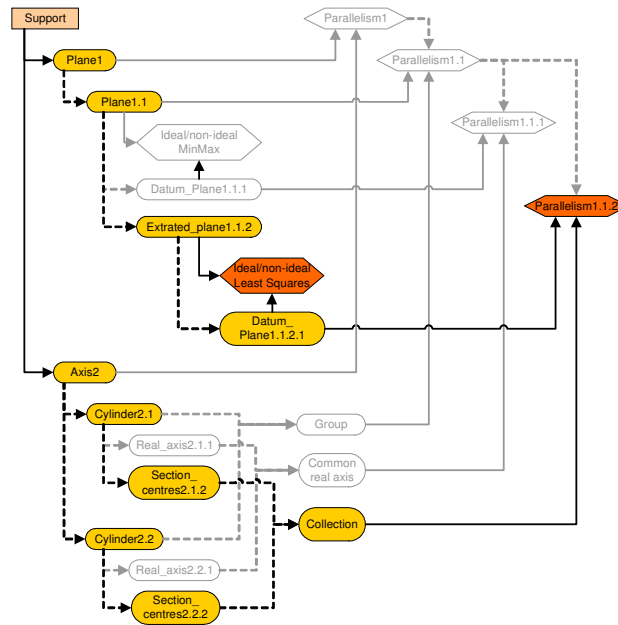 Support
Parallelism1
Plane1
Parallelism1.1
Plane1.1
Parallelism1.1.1
Ideal/non-ideal
MinMax
Datum_Plane1.1.1
Parallelism1.1.2
Extrated_plane1.1.2
Ideal/non-ideal
Least Squares
Datum_
Plane1.1.2.1
Axis2
Cylinder2.1
Group
Real_axis2.1.1
Common
real axis
Section_
centres2.1.2
Collection
Cylinder2.2
Real_axis2.2.1
Section_
centres2.2.2